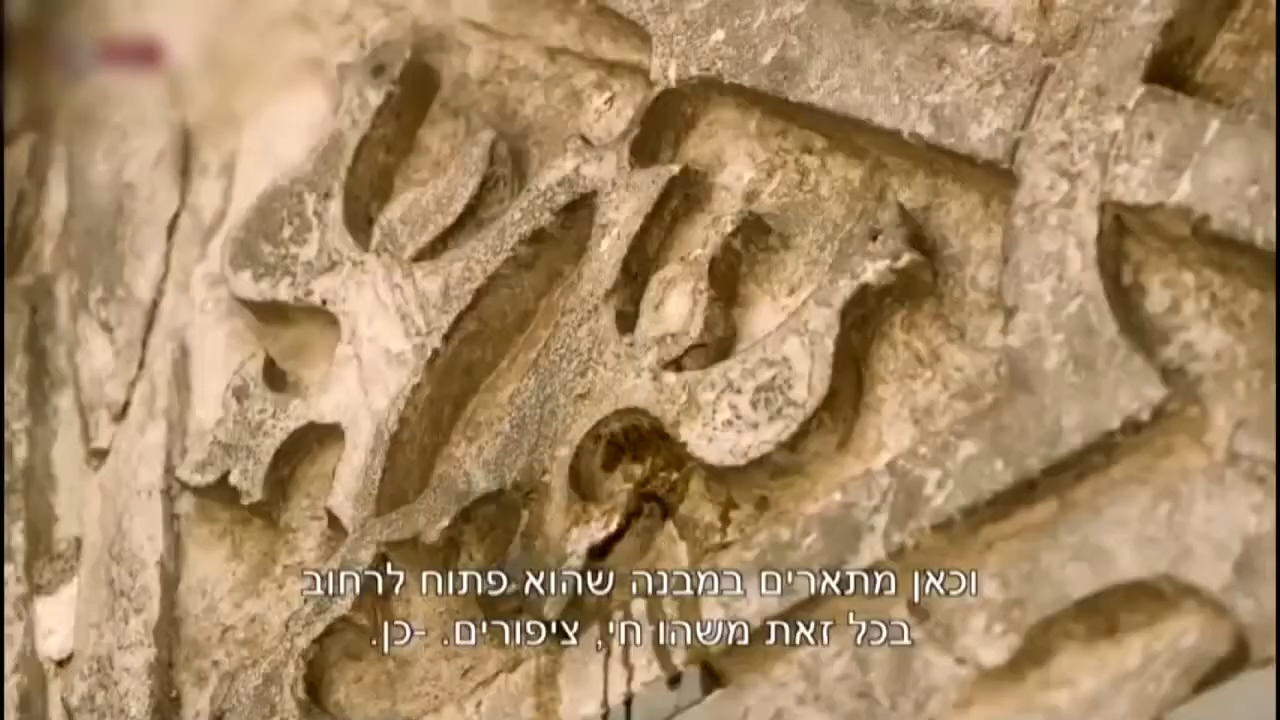 וכאן מתארים במבנה שהוא פתוח לרחוב
בכל זאת משהו חי, ציפורים. -כן.